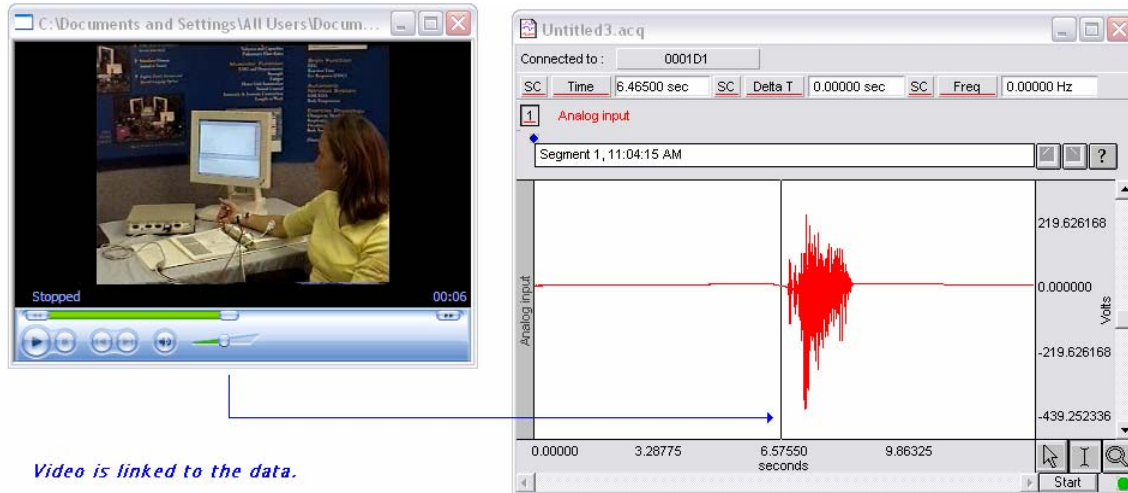 C:\Documents and Settings\All Users\Docum...
Stopped
00:06
Video is linked to the data.
Untitled3.acq
Connected to :
0001D1
SC Time 6.46500 sec SC Delta T 0.00000 sec SC Freq 0.00000 Hz
1 Analog input
Segment 1, 11:04:15 AM
?
Analog input
219.626168
0.000000
-219.626168
-439.252336
Volts
0.00000 3.28775 6.57550 9.86325
seconds
Start